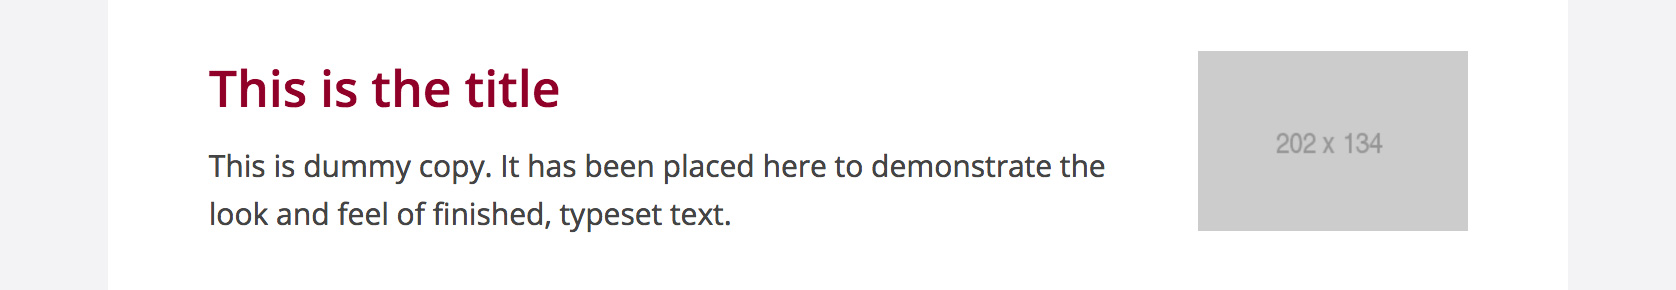 This is the title
This is dummy copy. It has been placed here to demonstrate the
look and feel of finished, typeset text.
202 x 134